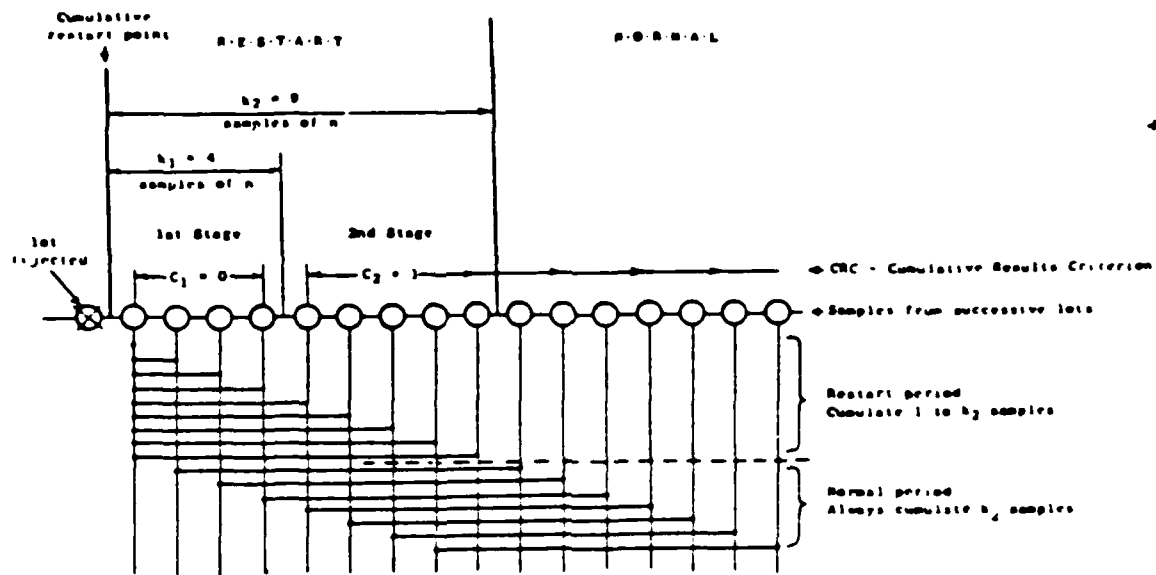 Cumulative
restart point
R·E·S·T·A·R·T
N·O·R·M·A·L
k₂ = 9
samples of n
k₁ = 4
samples of n
1st Stage
2nd Stage
lot
rejected
C₁ = 0
C₂ = 1
CRC - Cumulative Results Criterion
Samples from successive lots
Restart period
Cumulate 1 to k₂ samples
Normal period
Always cumulate k₂ samples